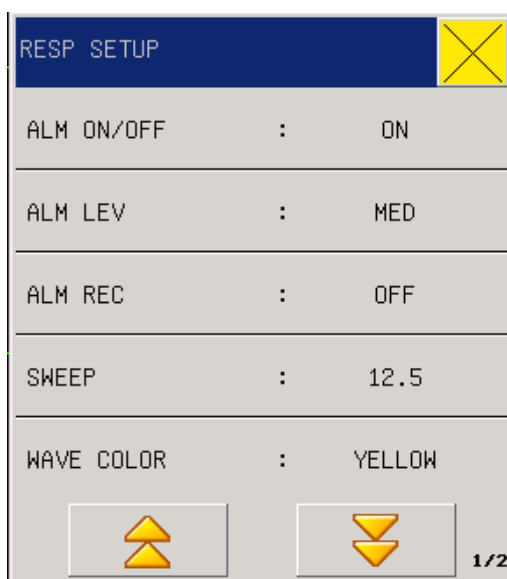 RESP SETUP
ALM ON/OFF : ON
ALM LEV : MED
ALM REC : OFF
SWEEP : 12.5
WAVE COLOR : YELLOW
1/2